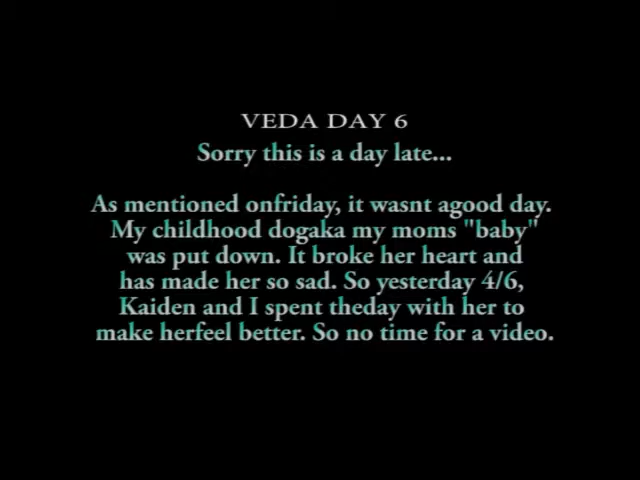 VEDA DAY 6
Sorry this is a day late...
As mentioned onfriday, it wasnt agood day.
My childhood dogaka my moms "baby"
was put down. It broke her heart and
has made her so sad. So yesterday 4/6,
Kaiden and I spent theday with her to
make herfeel better. So no time for a video.